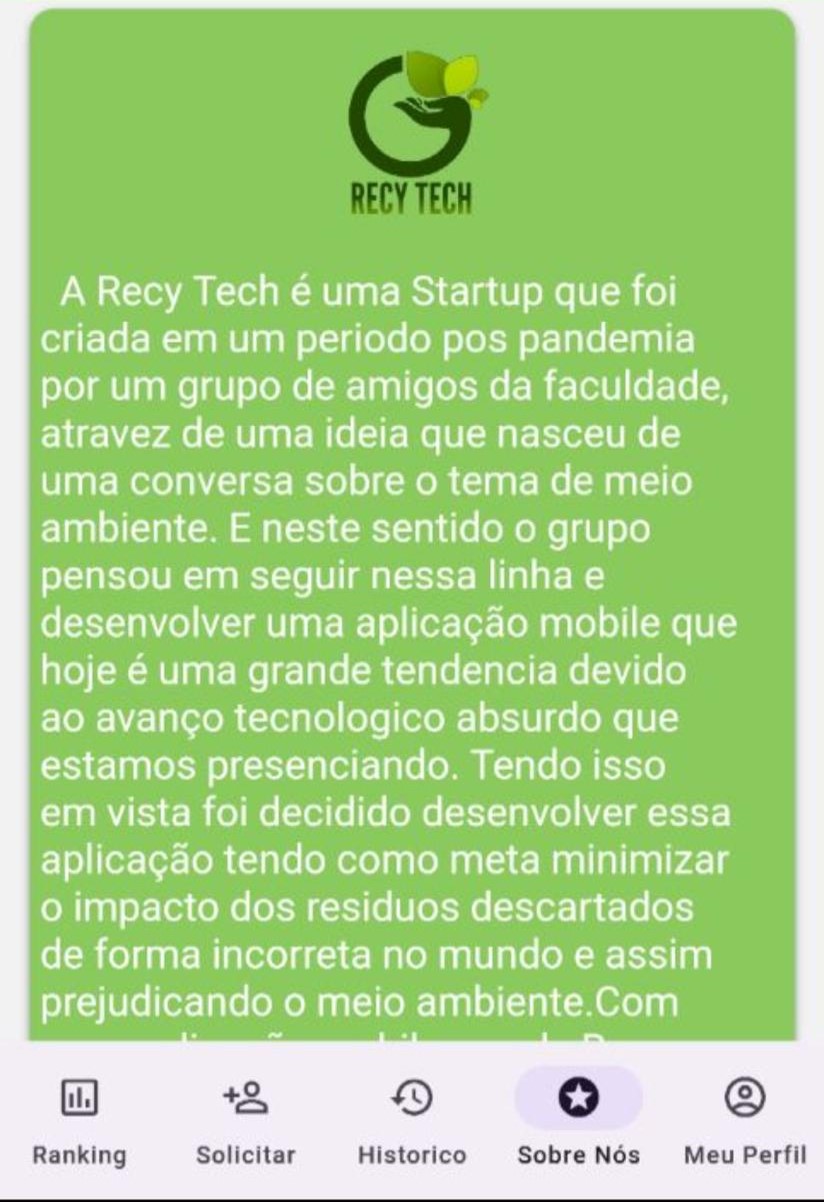 RECY TECH
A Recy Tech é uma Startup que foi
criada em um periodo pos pandemia
por um grupo de amigos da faculdade,
atravez de uma ideia que nasceu de
uma conversa sobre o tema de meio
ambiente. E neste sentido o grupo
pensou em seguir nessa linha e
desenvolver uma aplicação mobile que
hoje é uma grande tendencia devido
ao avanço tecnologico absurdo que
estamos presenciando. Tendo isso
em vista foi decidido desenvolver essa
aplicação tendo como meta minimizar
o impacto dos residuos descartados
de forma incorreta no mundo e assim
prejudicando o meio ambiente.Com
Ranking
Solicitar
Historico
Sobre Nós
Meu Perfil